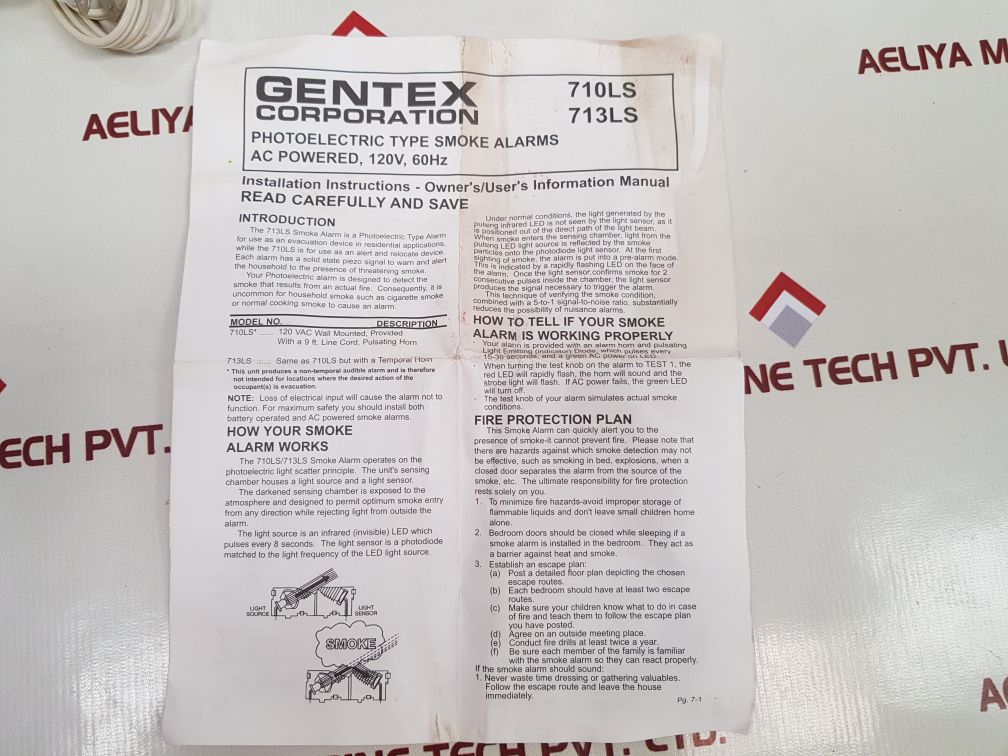 AELIYA M
AELIYA
GENTEX
CORPORATION
710LS
713LS
PHOTOELECTRIC TYPE SMOKE ALARMS
AC POWERED, 120V, 60Hz
Installation Instructions - Owner's/User's Information Manual
READ CAREFULLY AND SAVE
INTRODUCTION
The 713LS Smoke Alarm is a Photoelectric Type Alarm
for use as an evacuation device in residential applications,
while the 710LS is for use as an alert and relocate device.
Each alarm has a solid state piezo signal to warn and alert
the household to the presence of threatening smoke.
Your Photoelectric alarm is designed to detect the
smoke that results from an actual fire. Consequently, it is
uncommon for household smoke such as cigarette smoke
or normal cooking smoke to cause an alarm.
MODEL NO. DESCRIPTION
710LS* ...... 120 VAC Wall Mounted, Provided
With a 9 ft. Line Cord, Pulsating Horn
713LS ...... Same as 710LS but with a Temporal Horn
* This unit produces a non-temporal audible alarm and is therefore
not intended for locations where the desired action of the
occupant(s) is evacuation.
NOTE: Loss of electrical input will cause the alarm not to
function. For maximum safety you should install both
battery operated and AC powered smoke alarms.
HOW YOUR SMOKE
ALARM WORKS
The 710LS/713LS Smoke Alarm operates on the
photoelectric light scatter principle. The unit's sensing
chamber houses a light source and a light sensor.
The darkened sensing chamber is exposed to the
atmosphere and designed to permit optimum smoke entry
from any direction while rejecting light from outside the
alarm.
The light source is an infrared (invisible) LED which
pulses every 8 seconds. The light sensor is a photodiode
matched to the light frequency of the LED light source.
LIGHT
SOURCE
LIGHT
SENSOR
SMOKE
Under normal conditions, the light generated by the
pulsing infrared LED is not seen by the light sensor, as it
is positioned out of the direct path of the light beam.
When smoke enters the sensing chamber, light from the
pulsing LED light source is reflected by the smoke
particles onto the photodiode light sensor. At the first
sighting of smoke, the alarm is put into a pre-alarm mode.
This is indicated by a rapidly flashing LED on the face of
the alarm. Once the light sensor confirms smoke for 2
consecutive pulses inside the chamber, the light sensor
produces the signal necessary to trigger the alarm.
This technique of verifying the smoke condition,
combined with a 5-to-1 signal-to-noise ratio, substantially
reduces the possibility of nuisance alarms.
HOW TO TELL IF YOUR SMOKE
ALARM IS WORKING PROPERLY
Your alarm is provided with an alarm horn and pulsating
Light Emitting (indicator) Diode, which pulses every
15-30 seconds, and a green AC power on LED.
· When turning the test knob on the alarm to TEST 1, the
red LED will rapidly flash, the horn will sound and the
strobe light will flash. If AC power fails, the green LED
will turn off.
· The test knob of your alarm simulates actual smoke
conditions.
FIRE PROTECTION PLAN
This Smoke Alarm can quickly alert you to the
presence of smoke-it cannot prevent fire. Please note that
there are hazards against which smoke detection may not
be effective, such as smoking in bed, explosions, when a
closed door separates the alarm from the source of the
smoke, etc. The ultimate responsibility for fire protection
rests solely on you.
1. To minimize fire hazards-avoid improper storage of
flammable liquids and don't leave small children home
alone.
2. Bedroom doors should be closed while sleeping if a
smoke alarm is installed in the bedroom. They act as
a barrier against heat and smoke.
3. Establish an escape plan:
(a) Post a detailed floor plan depicting the chosen
escape routes.
(b) Each bedroom should have at least two escape
routes.
(c) Make sure your children know what to do in case
of fire and teach them to follow the escape plan
you have posted.
(d) Agree on an outside meeting place.
(e) Conduct fire drills at least twice a year.
(f) Be sure each member of the family is familiar
with the smoke alarm so they can react properly.
If the smoke alarm should sound:
1. Never waste time dressing or gathering valuables.
Follow the escape route and leave the house
immediately.
Pg. 7-1
ECH PVT.
INE TECH PVT. L
TECH PVT. LTD.